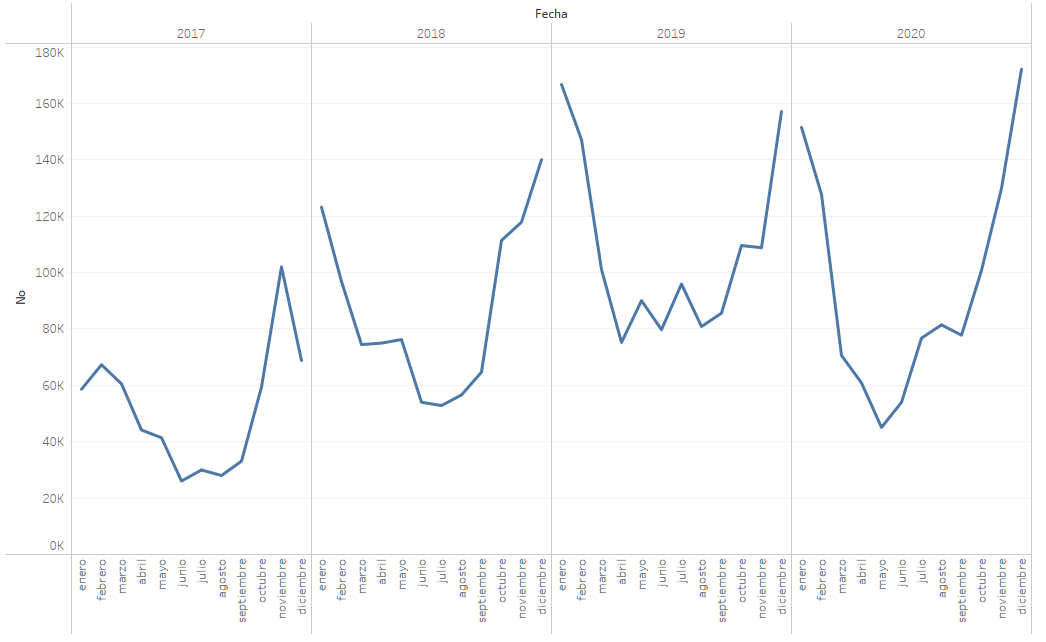 Fecha
2017 2018 2019 2020
180K
160K
140K
120K
100K
80K
60K
40K
20K
0K
No
enero febrero marzo abril mayo junio julio agosto septiembre octubre noviembre diciembre enero febrero marzo abril mayo junio julio agosto septiembre octubre noviembre diciembre enero febrero marzo abril mayo junio julio agosto septiembre octubre noviembre diciembre enero febrero marzo abril mayo junio julio agosto septiembre octubre noviembre diciembre